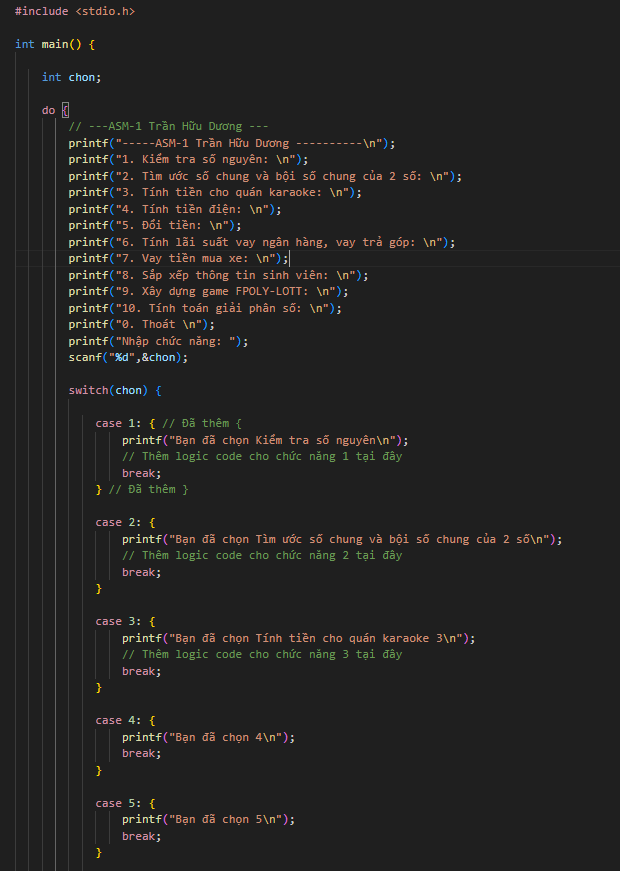 #include <stdio.h>
int main() {
int chon;
do {
// ---ASM-1 Trần Hữu Dương ---
printf("-----ASM-1 Trần Hữu Dương ----------\n");
printf("1. Kiểm tra số nguyên: \n");
printf("2. Tìm ước số chung và bội số chung của 2 số: \n");
printf("3. Tính tiền cho quán karaoke: \n");
printf("4. Tính tiền điện: \n");
printf("5. Đổi tiền: \n");
printf("6. Tính lãi suất vay ngân hàng, vay trả góp: \n");
printf("7. Vay tiền mua xe: \n");
printf("8. Sắp xếp thông tin sinh viên: \n");
printf("9. Xây dựng game FPOLY-LOTT: \n");
printf("10. Tính toán giải phân số: \n");
printf("0. Thoát \n");
printf("Nhập chức năng: ");
scanf("%d",&chon);
switch(chon) {
case 1: { // Đã thêm {
printf("Bạn đã chọn Kiểm tra số nguyên\n");
// Thêm logic code cho chức năng 1 tại đây
break;
} // Đã thêm }
case 2: {
printf("Bạn đã chọn Tìm ước số chung và bội số chung của 2 số\n");
// Thêm logic code cho chức năng 2 tại đây
break;
}
case 3: {
printf("Bạn đã chọn Tính tiền cho quán karaoke 3\n");
// Thêm logic code cho chức năng 3 tại đây
break;
}
case 4: {
printf("Bạn đã chọn 4\n");
break;
}
case 5: {
printf("Bạn đã chọn 5\n");
break;
}